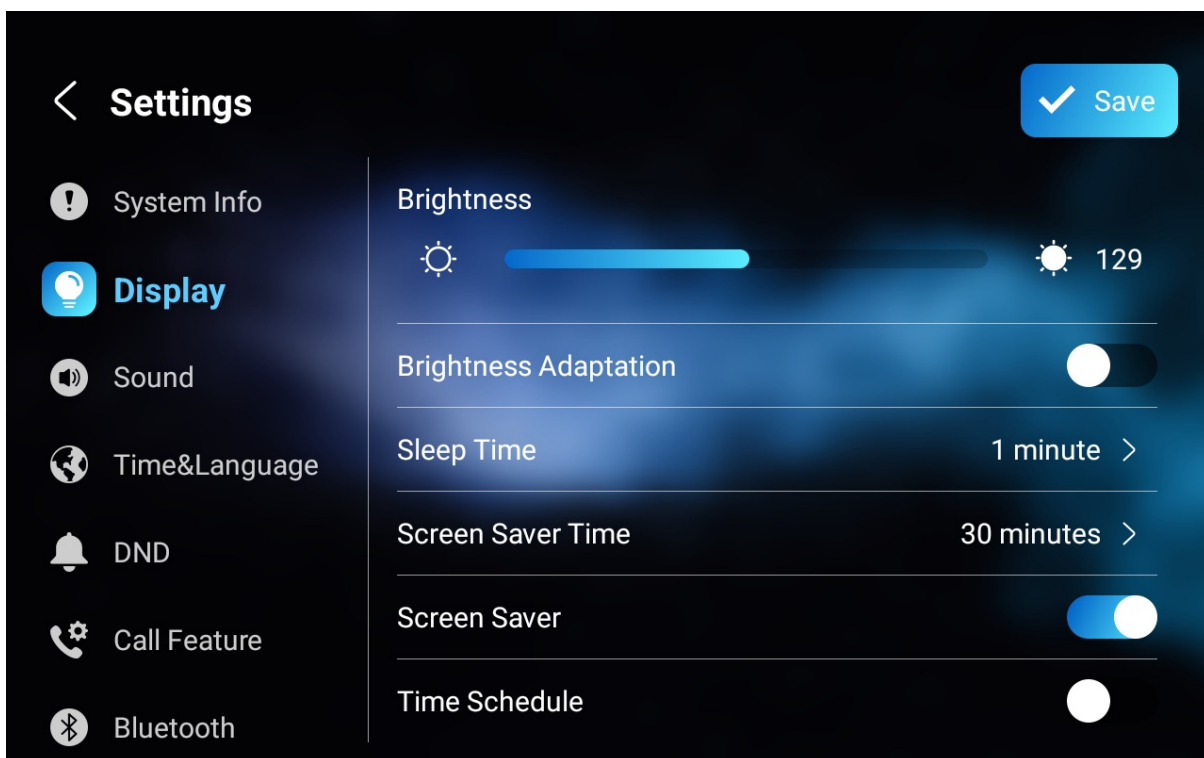 Settings
Save
System Info
Display
Sound
Time&Language
DND
Call Feature
Bluetooth
Brightness
129
Brightness Adaptation
Sleep Time
1 minute
Screen Saver Time
30 minutes
Screen Saver
Time Schedule